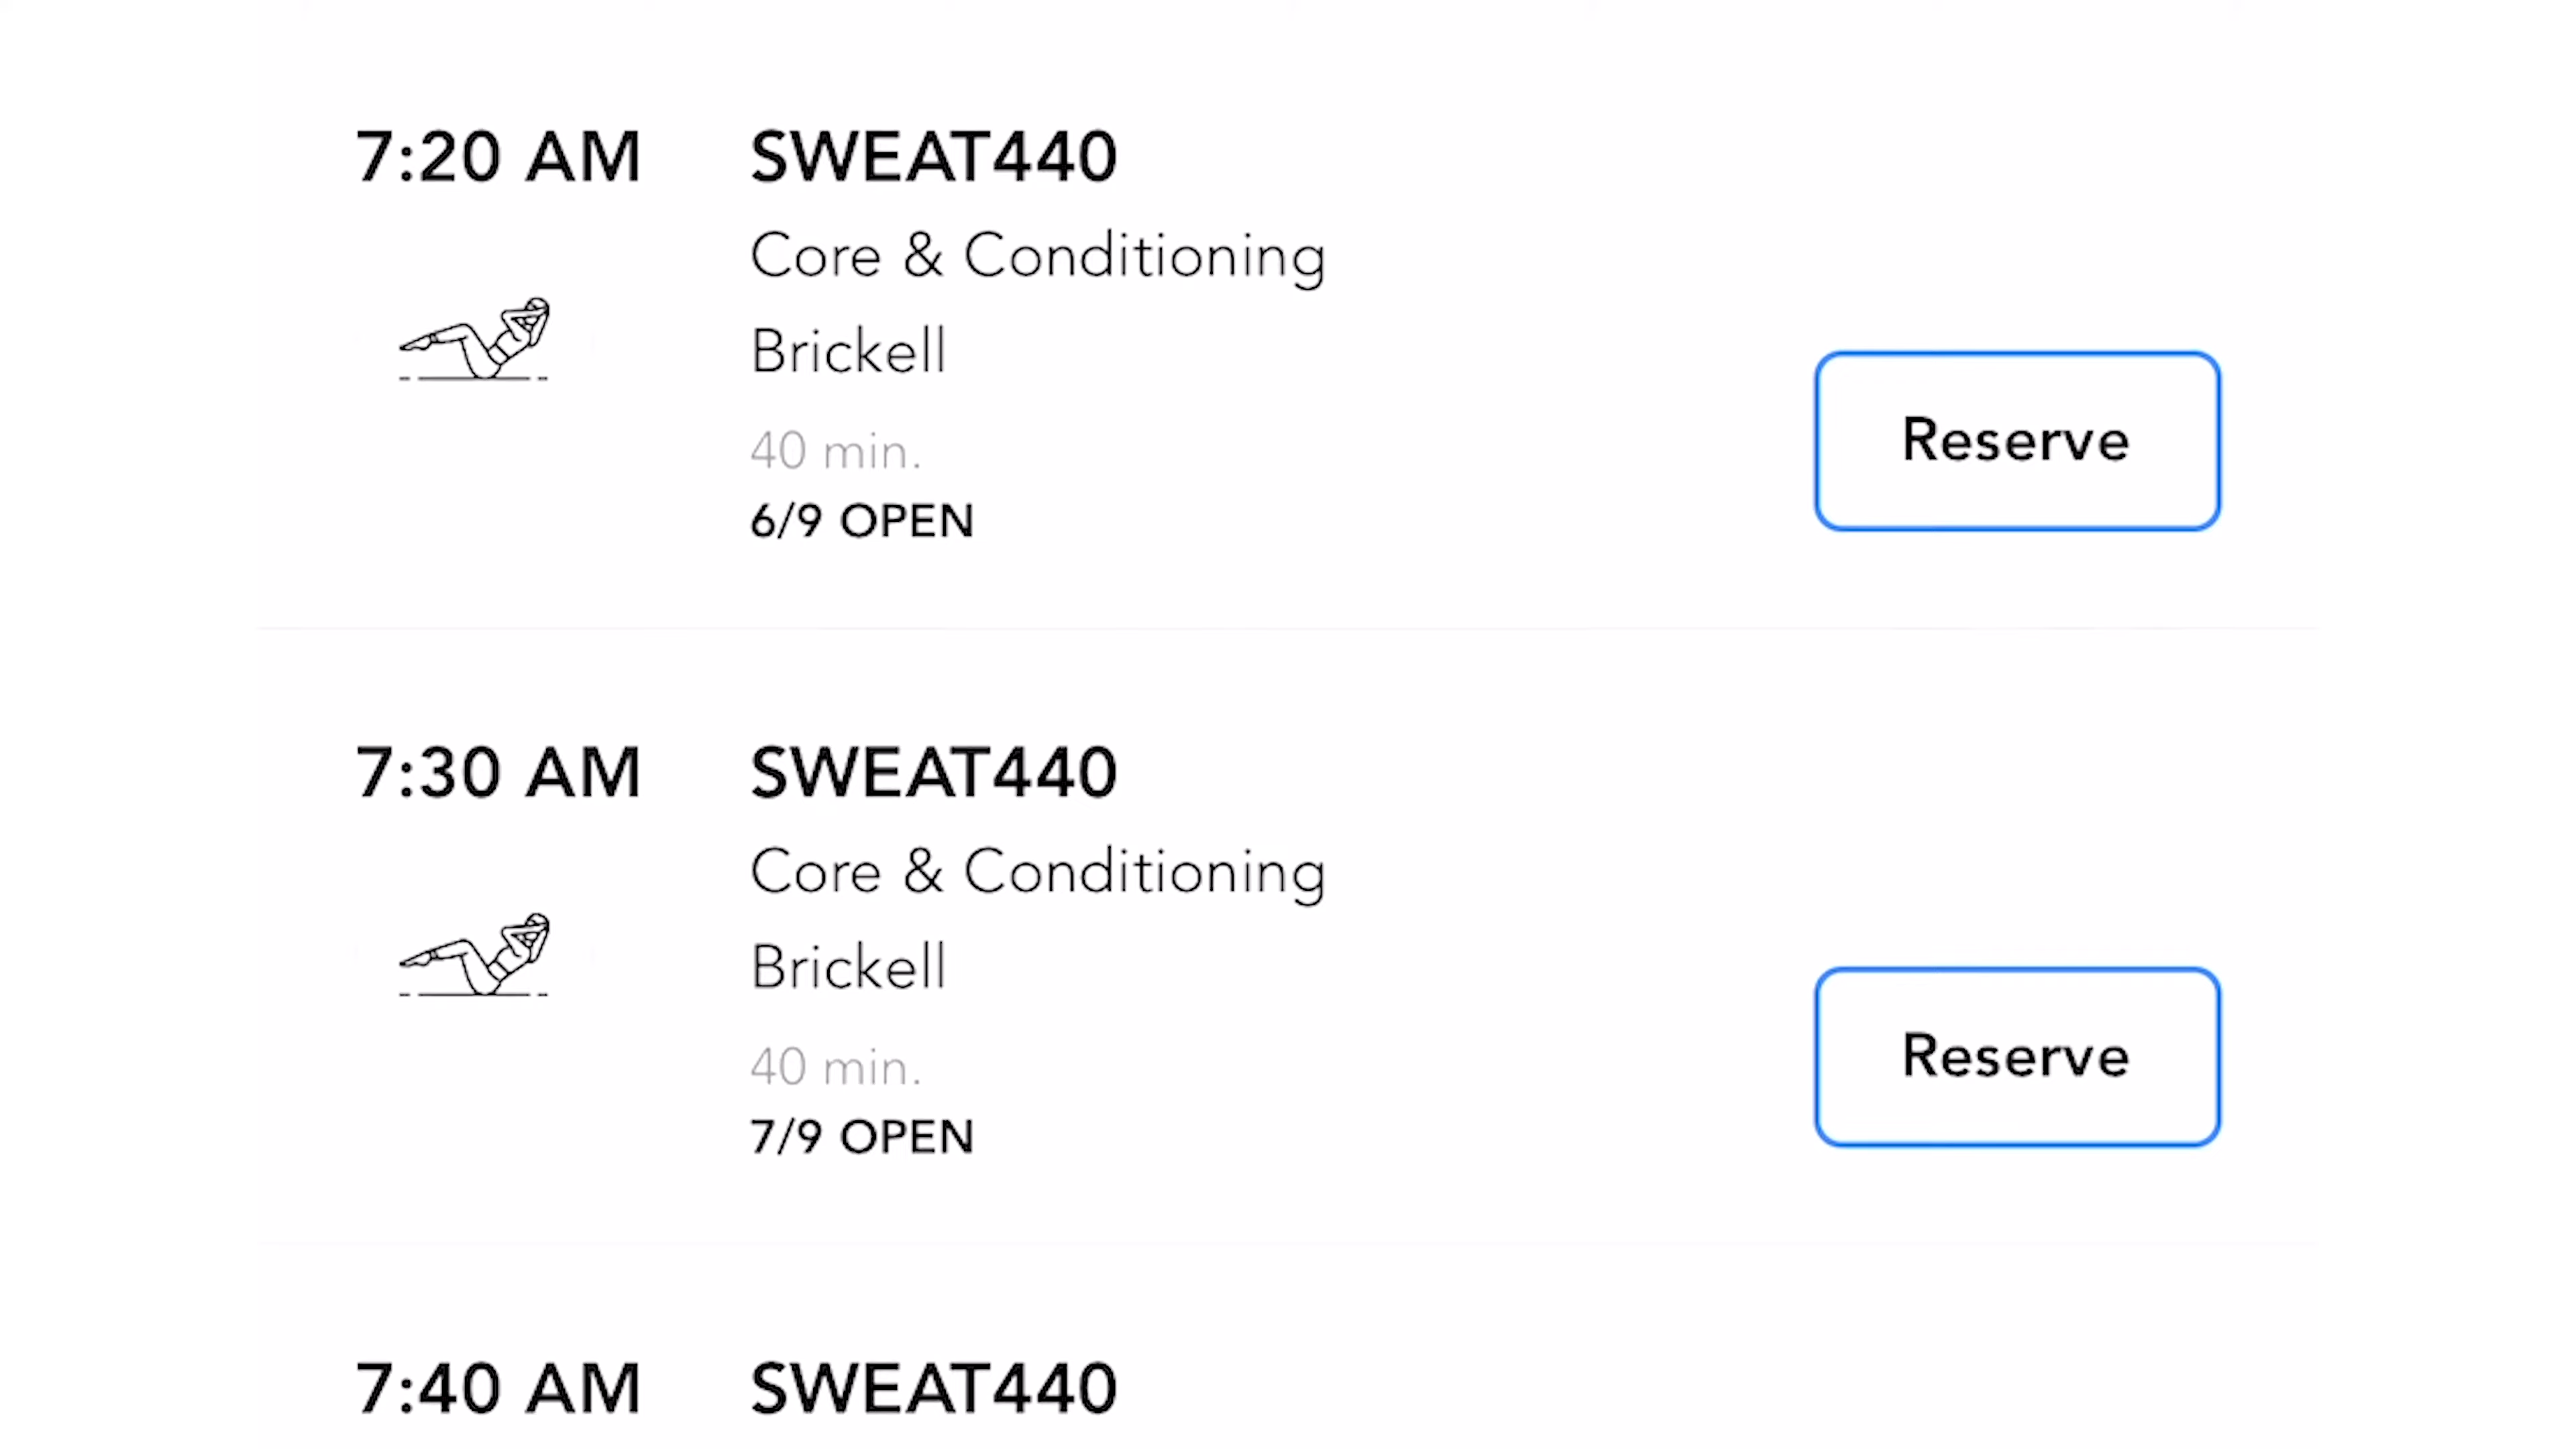 7:20 AM SWEAT440
Core & Conditioning
Brickell
40 min.
6/9 OPEN
Reserve
7:30 AM SWEAT440
Core & Conditioning
Brickell
40 min.
7/9 OPEN
Reserve
7:40 AM SWEAT440